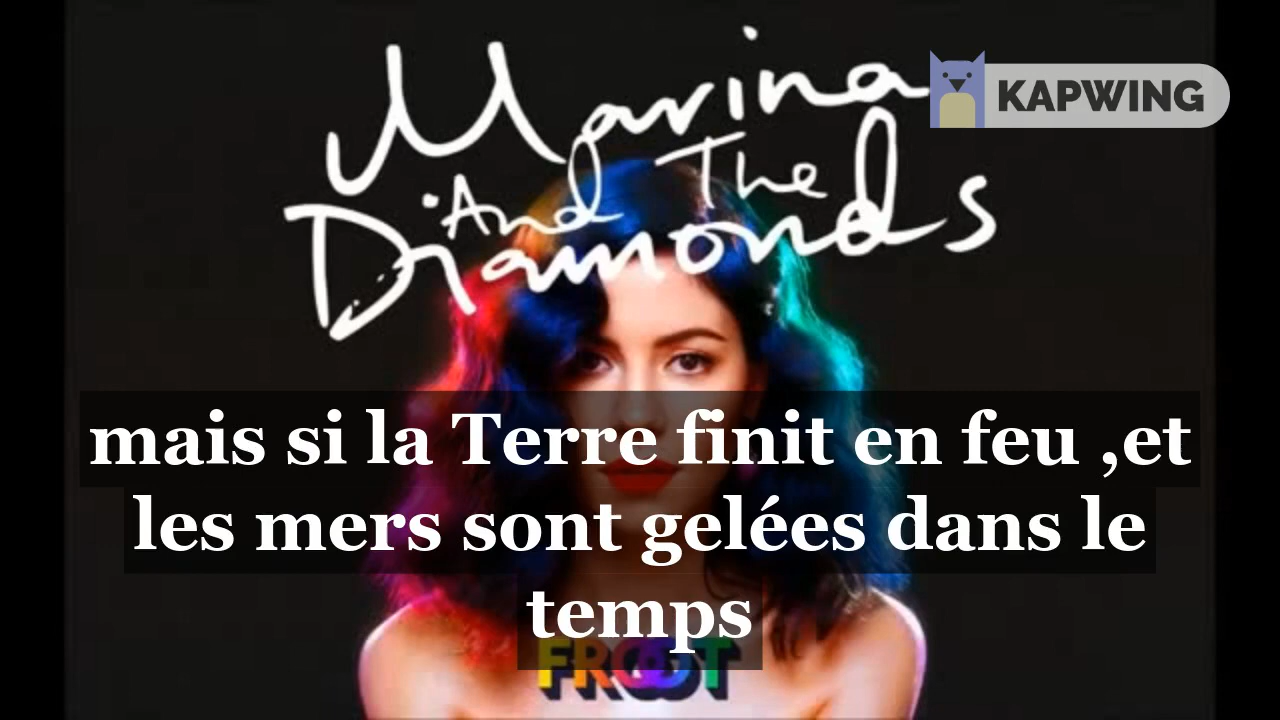 Marina
And The
Diamonds
KAPWING
mais si la Terre finit en feu ,et
les mers sont gelées dans le
temps
FROOT